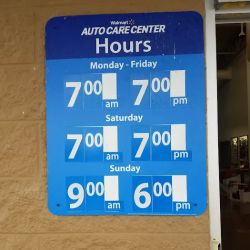 Walmart
AUTO CARE CENTER
Hours
Monday - Friday
7 00 am 7 00 pm
Saturday
7 00 am 7 00 pm
Sunday
9 00 am 6 00 pm